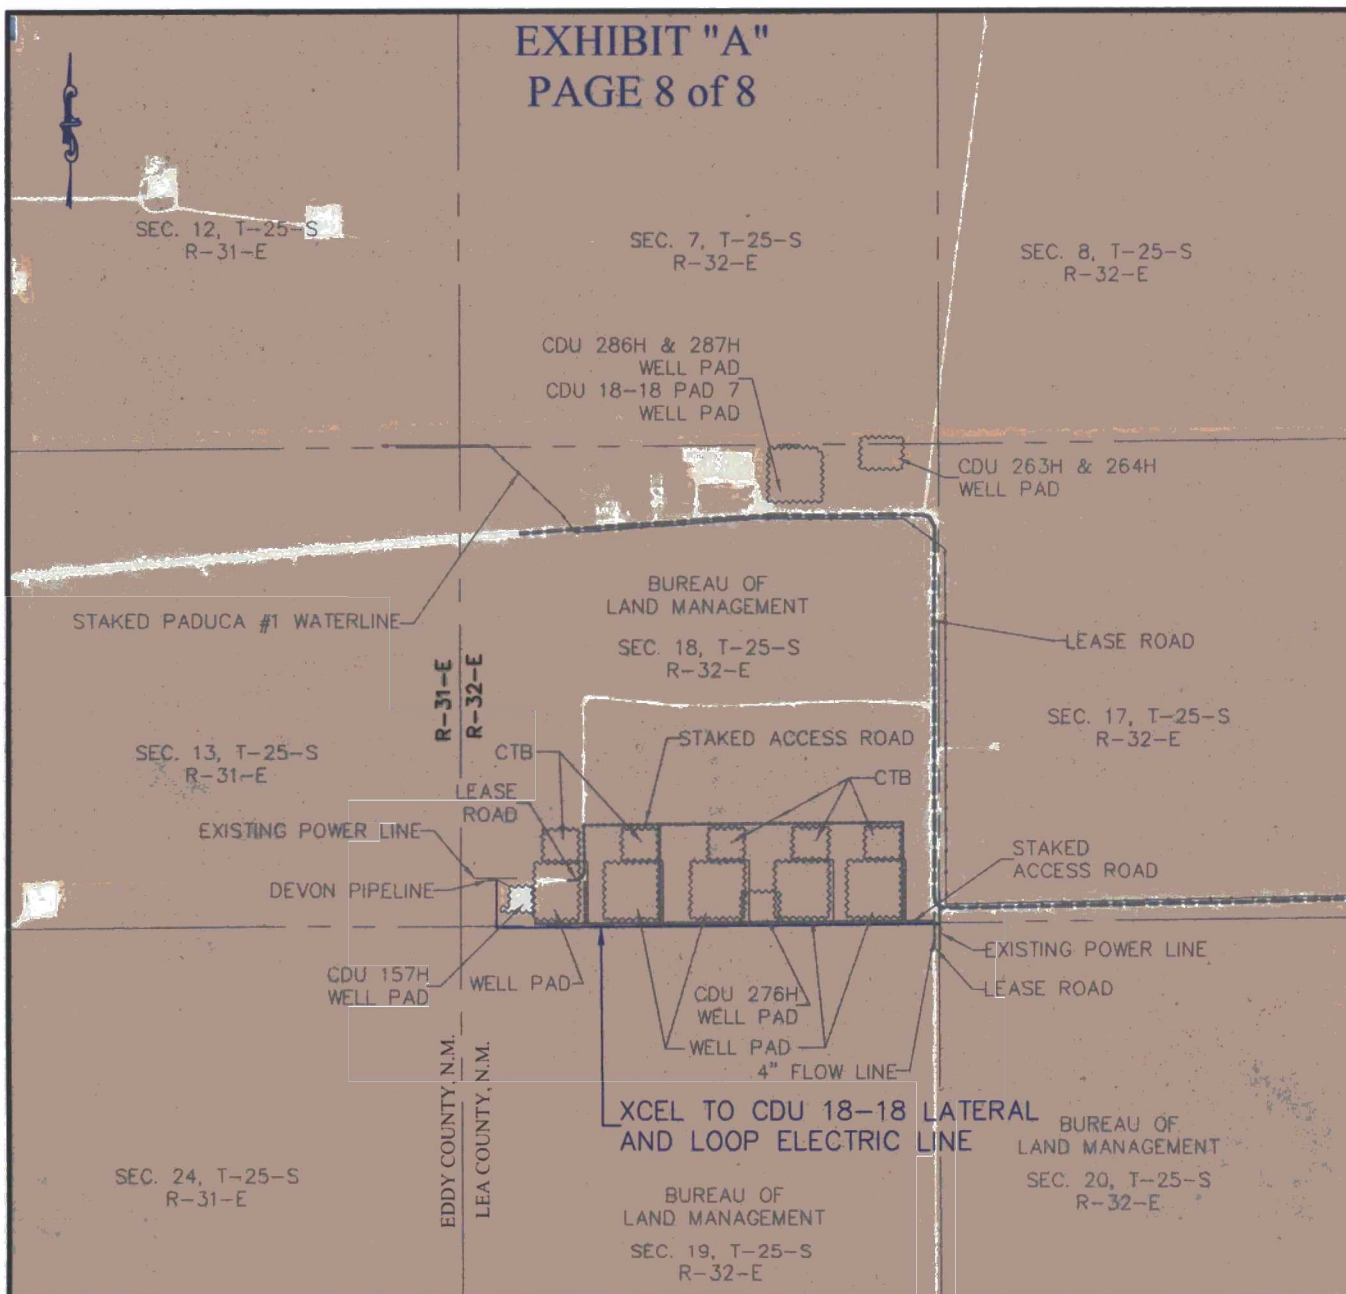 EXHIBIT "A"
PAGE 8 of 8
SEC. 12, T-25-S
R-31-E
SEC. 7, T-25-S
R-32-E
SEC. 8, T-25-S
R-32-E
CDU 286H & 287H
WELL PAD
CDU 18-18 PAD 7
WELL PAD
CDU 263H & 264H
WELL PAD
STAKED PADUCA #1 WATERLINE
BUREAU OF
LAND MANAGEMENT
SEC. 18, T-25-S
R-32-E
LEASE ROAD
R-31-E
R-32-E
SEC. 13, T-25-S
R-31-E
SEC. 17, T-25-S
R-32-E
CTB
STAKED ACCESS ROAD
CTB
LEASE
ROAD
EXISTING POWER LINE
DEVON PIPELINE
STAKED
ACCESS ROAD
CDU 157H
WELL PAD
WELL PAD
CDU 276H
WELL PAD
WELL PAD
4" FLOW LINE
EXISTING POWER LINE
LEASE ROAD
EDDY COUNTY, N.M.
LEA COUNTY, N.M.
XCEL TO CDU 18-18 LATERAL
AND LOOP ELECTRIC LINE
BUREAU OF
LAND MANAGEMENT
SEC. 20, T-25-S
R-32-E
SEC. 24, T-25-S
R-31-E
BUREAU OF
LAND MANAGEMENT
SEC. 19, T-25-S
R-32-E